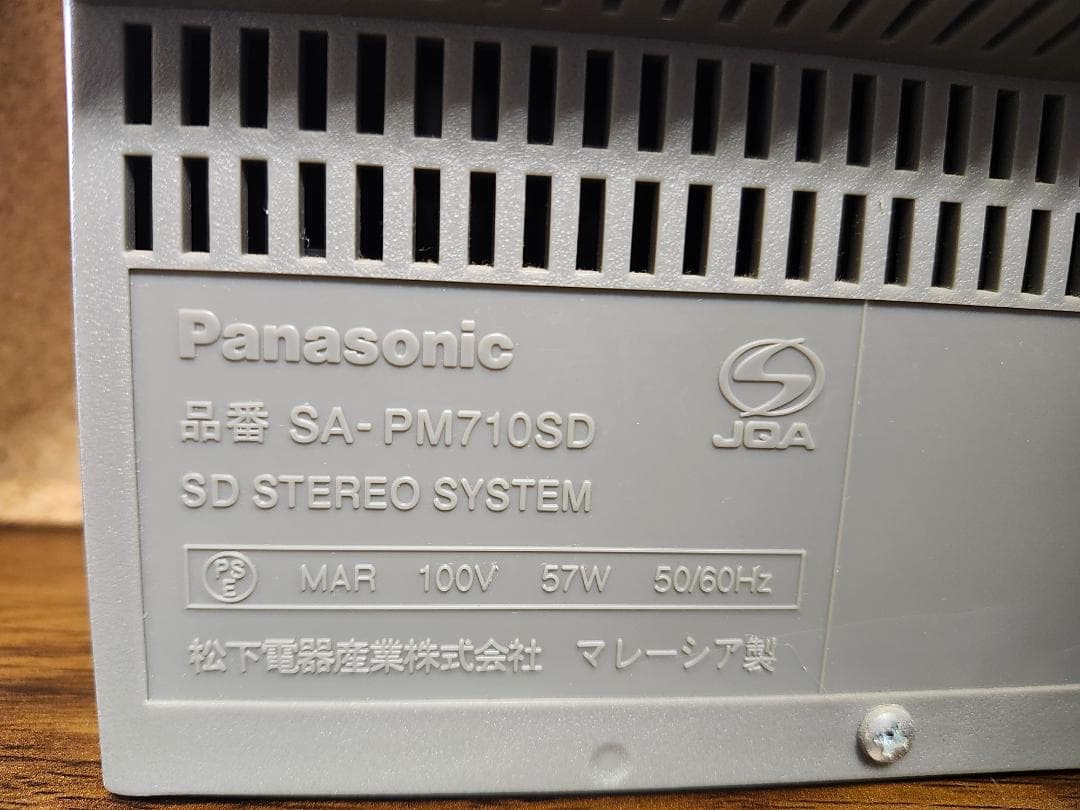 Panasonic
品番 SA-PM710SD
JQA
SD STEREO SYSTEM
PSE MAR 100V 57W 50/60Hz
松下電器産業株式会社 マレーシア製